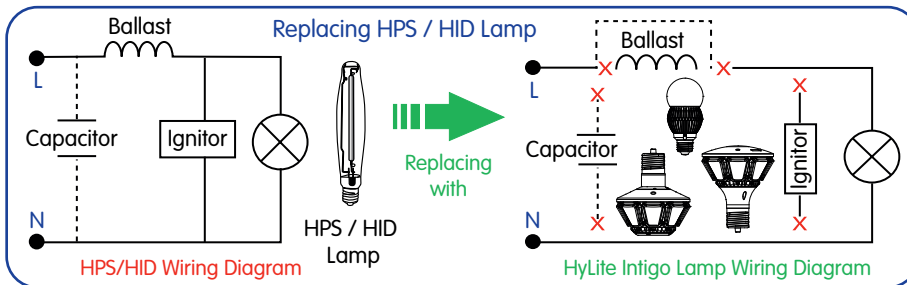 Replacing HPS / HID Lamp
Ballast
L
Capacitor
Ignitor
N
HPS/HID Wiring Diagram
HPS / HID
Lamp
Replacing
with
Ballast
L
Capacitor
Ignitor
N
HyLite Intigo Lamp Wiring Diagram